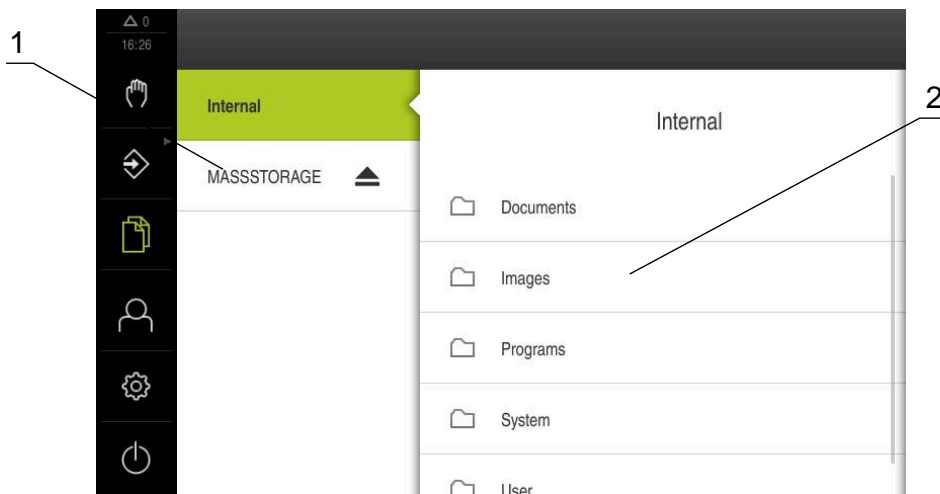 1
0
16:26
Internal
MASSSTORAGE
Internal
Documents
Images
Programs
System
User
2